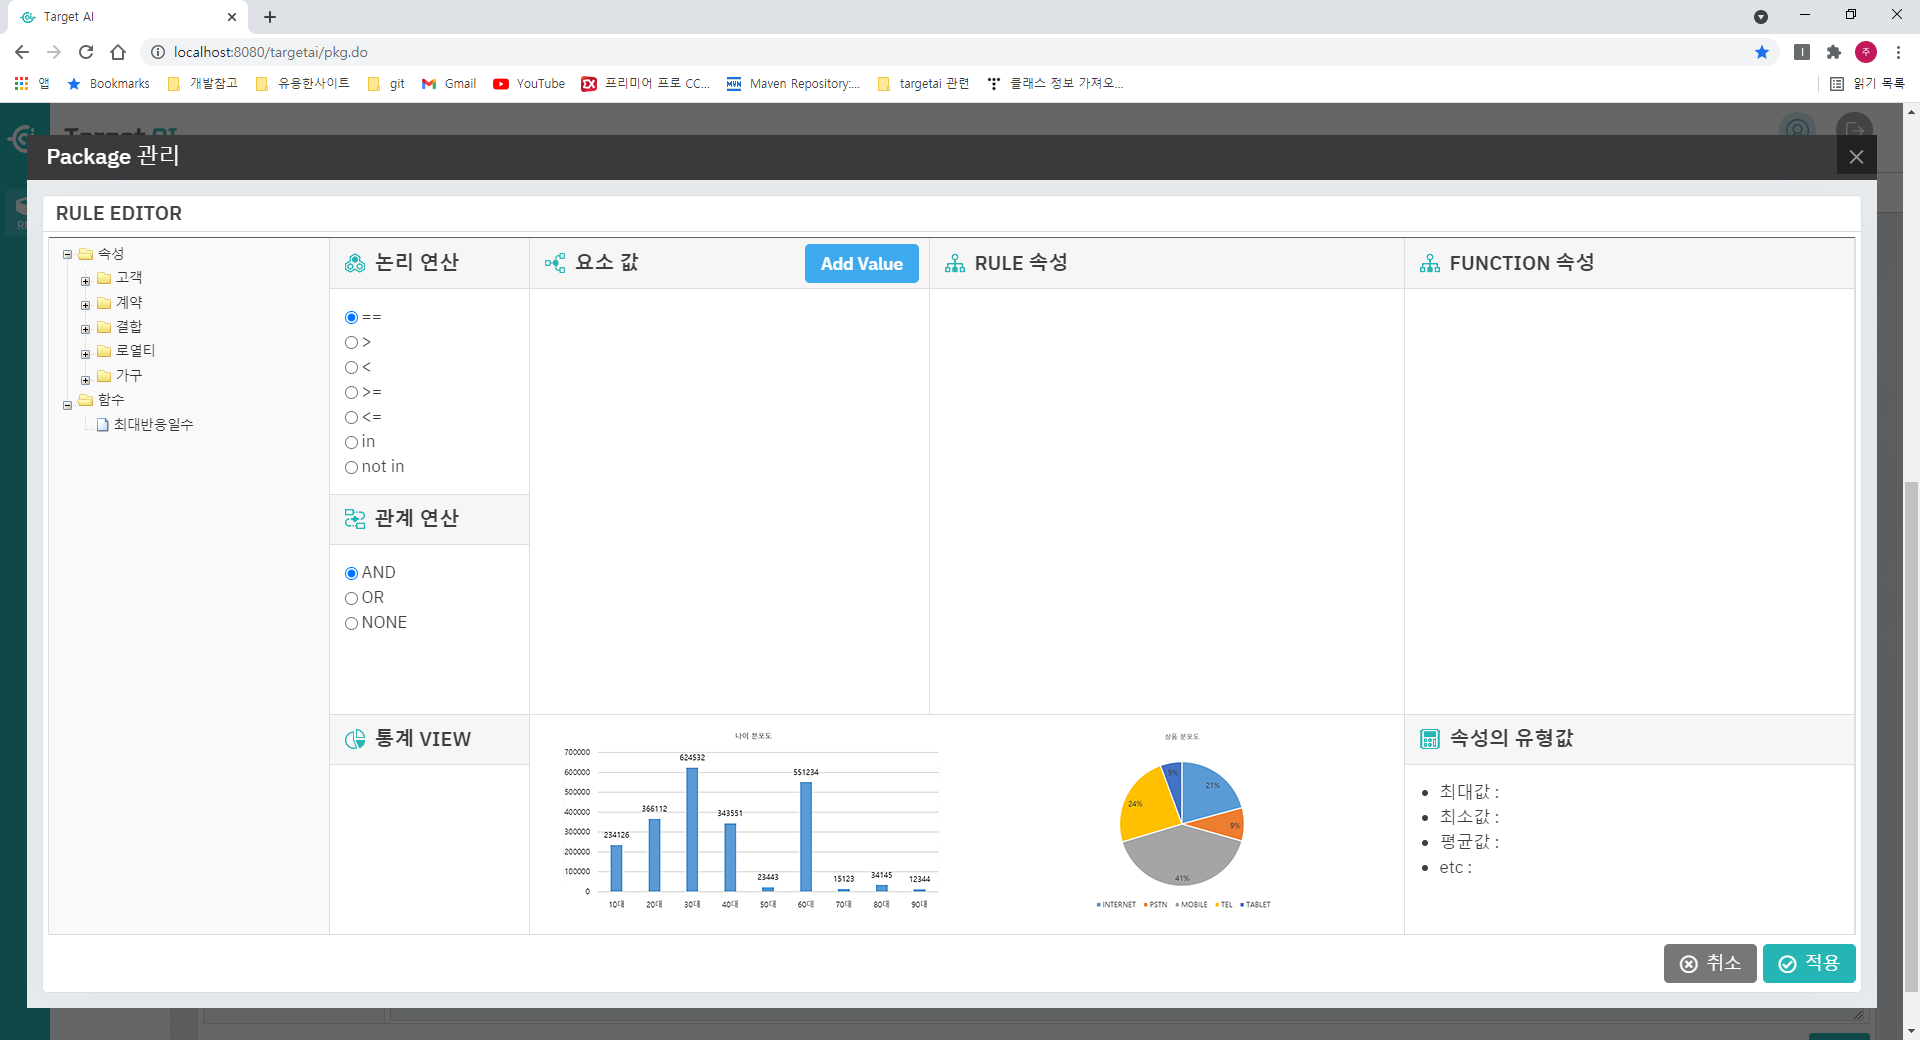 Target AI
localhost:8080/targetai/pkg.do
주
앱
Bookmarks
개발참고
유용한사이트
git
Gmail
YouTube
프리미어 프로 CC...
Maven Repository:...
targetai 관련
클래스 정보 가져오...
읽기 목록
Package 관리
RULE EDITOR
속성
고객
계약
결합
로열티
가구
함수
최대반응일수
논리 연산
==
>
<
>=
<=
in
not in
관계 연산
AND
OR
NONE
통계 VIEW
요소 값
Add Value
RULE 속성
FUNCTION 속성
나이 분포도
700000
600000
500000
400000
300000
200000
100000
0
234126
366112
624532
343551
23443
551234
15123
34145
12344
10대 20대 30대 40대 50대 60대 70대 80대 90대
상품 분포도
5%
21%
24%
9%
41%
INTERNET PSTN MOBILE TEL TABLET
속성의 유형값
최대값 :
최소값 :
평균값 :
etc :
취소
적용